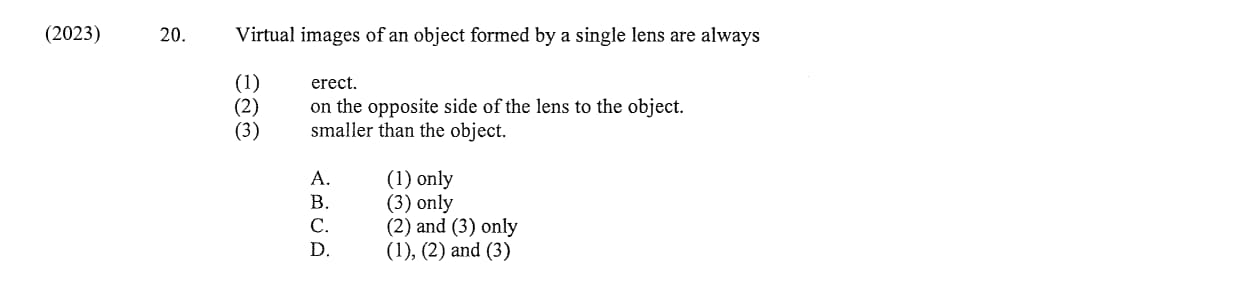 (2023) 20. Virtual images of an object formed by a single lens are always
(1) erect.
(2) on the opposite side of the lens to the object.
(3) smaller than the object.
A. (1) only
B. (3) only
C. (2) and (3) only
D. (1), (2) and (3)